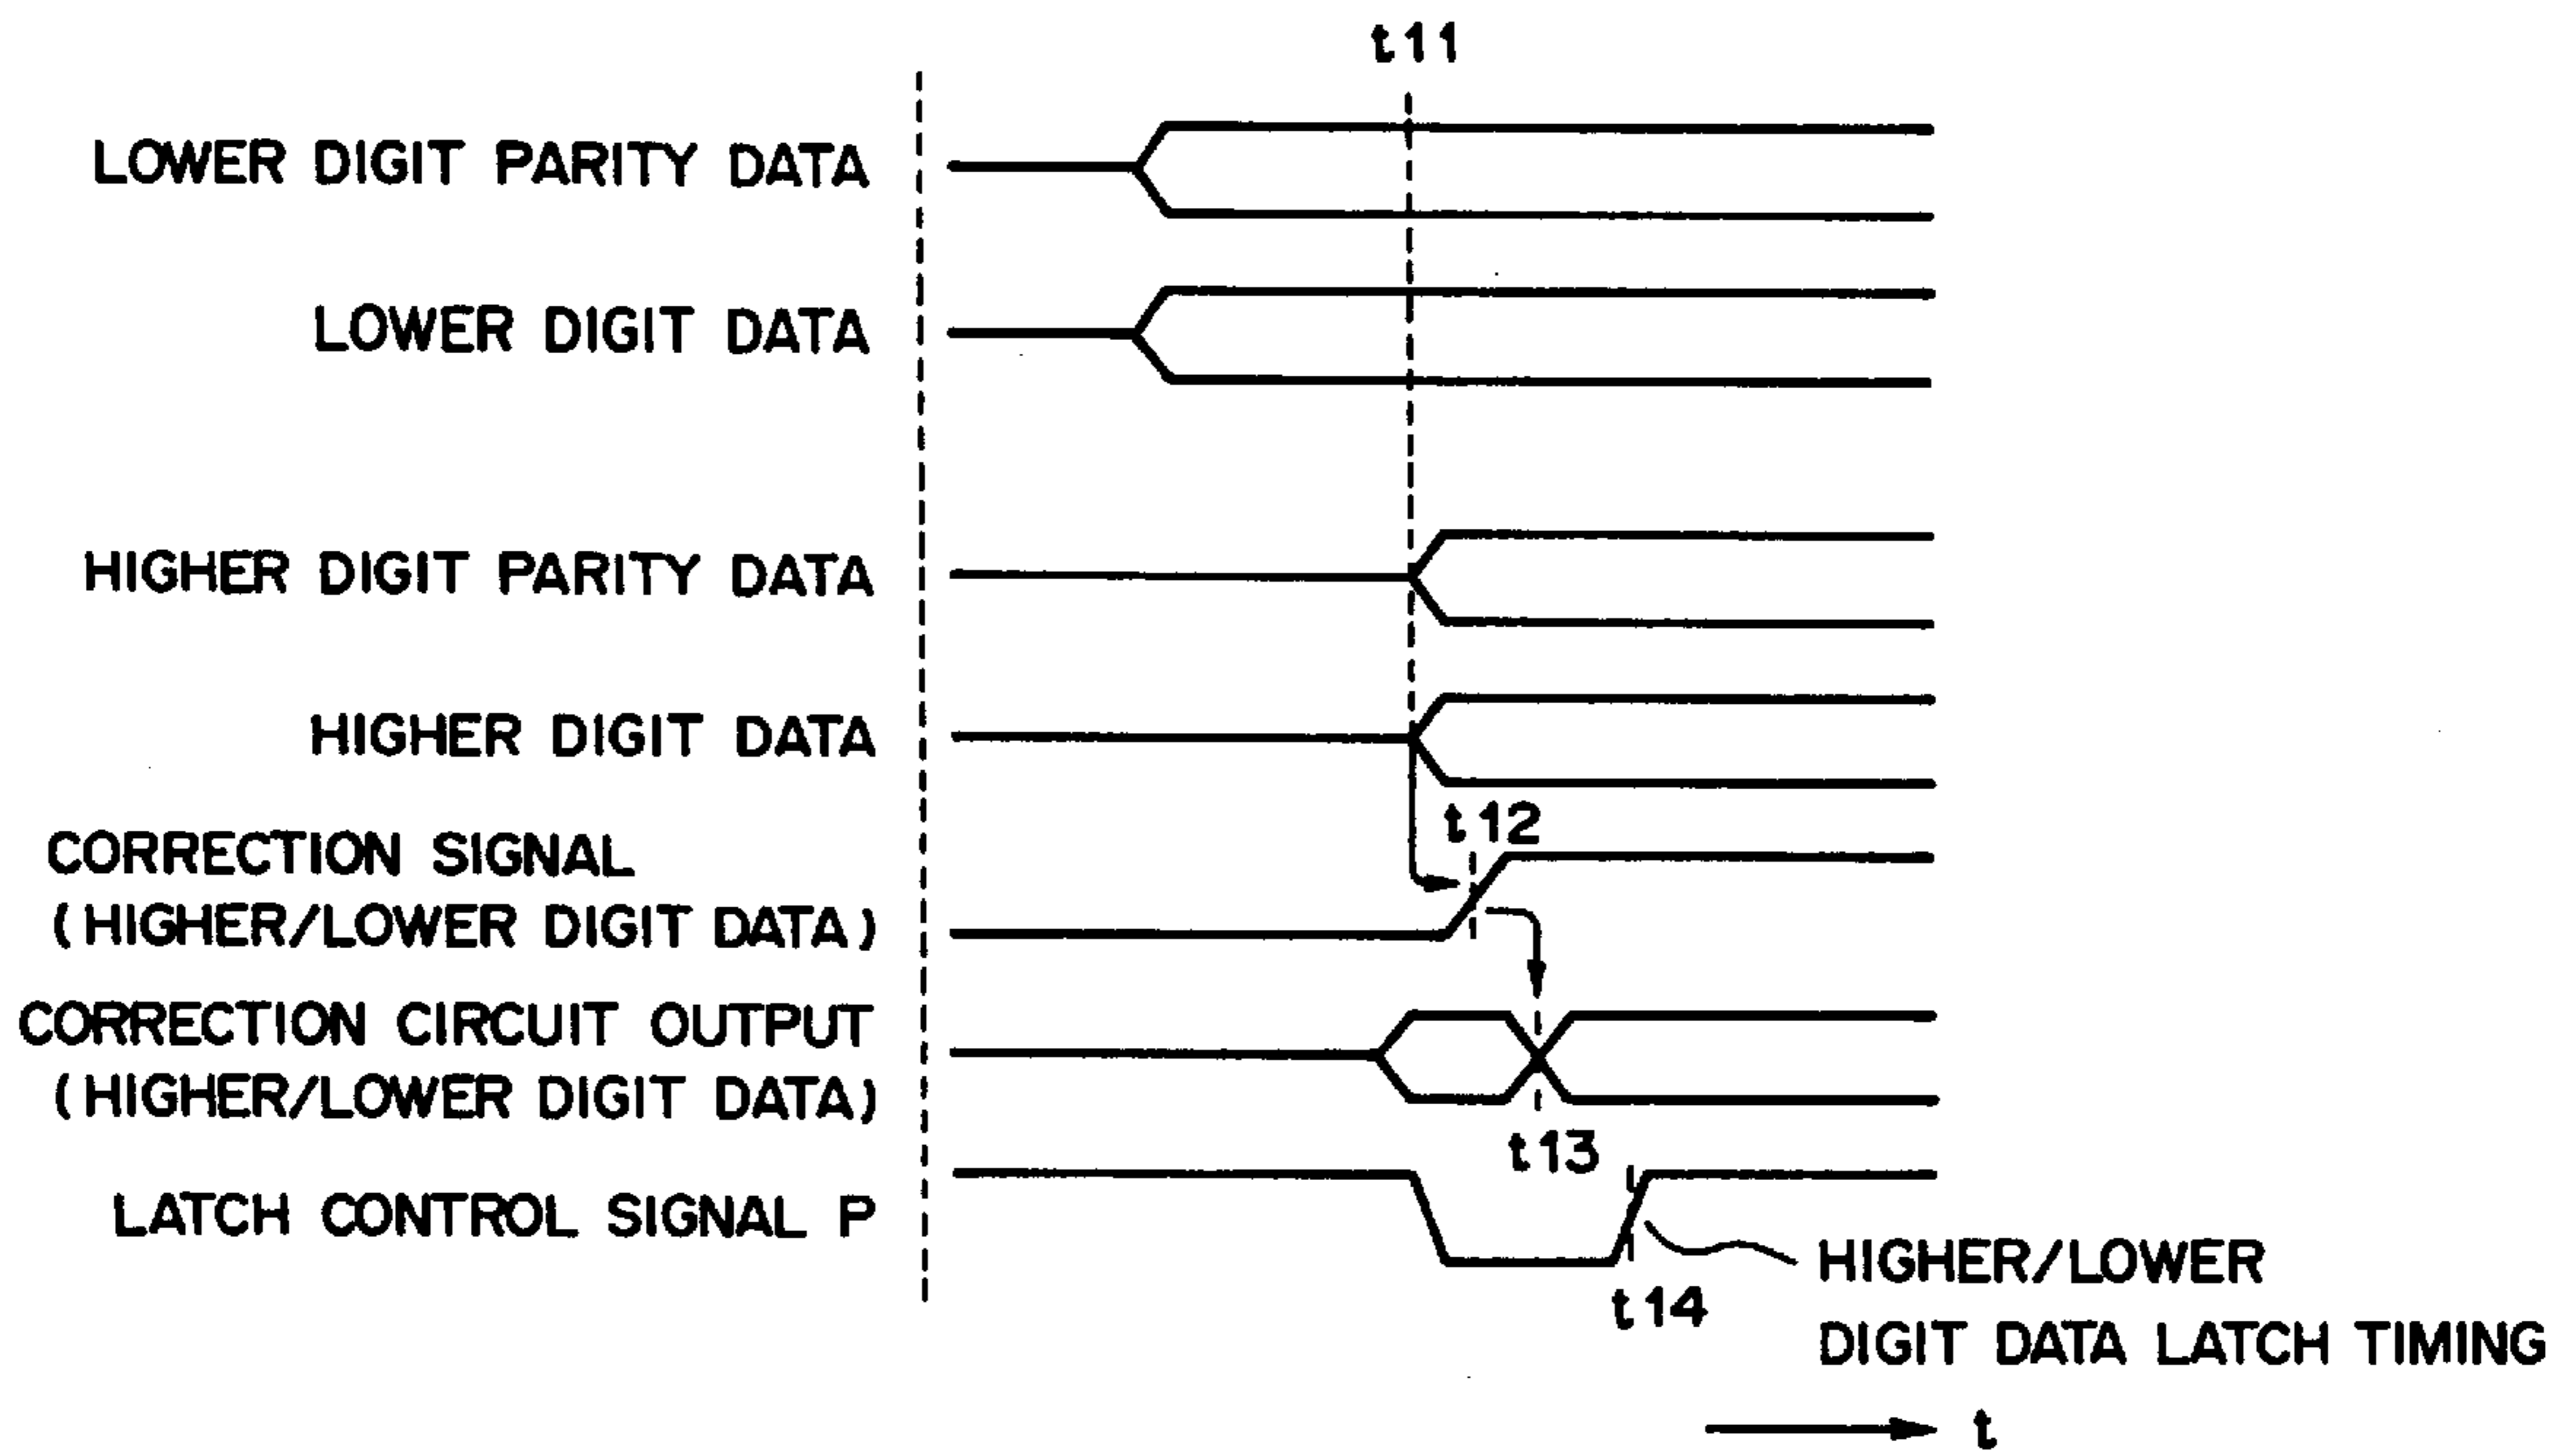 t11
LOWER DIGIT PARITY DATA
LOWER DIGIT DATA
HIGHER DIGIT PARITY DATA
HIGHER DIGIT DATA
t12
CORRECTION SIGNAL
(HIGHER/LOWER DIGIT DATA)
CORRECTION CIRCUIT OUTPUT
(HIGHER/LOWER DIGIT DATA)
t13
LATCH CONTROL SIGNAL P
t14
HIGHER/LOWER
DIGIT DATA LATCH TIMING
t